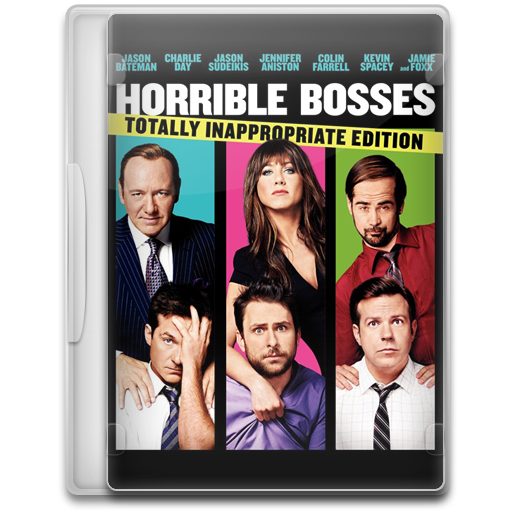 JASON BATEMAN CHARLIE DAY JASON SUDEIKIS JENNIFER ANISTON COLIN FARRELL KEVIN SPACEY and JAMIE FOXX
HORRIBLE BOSSES
TOTALLY INAPPROPRIATE EDITION